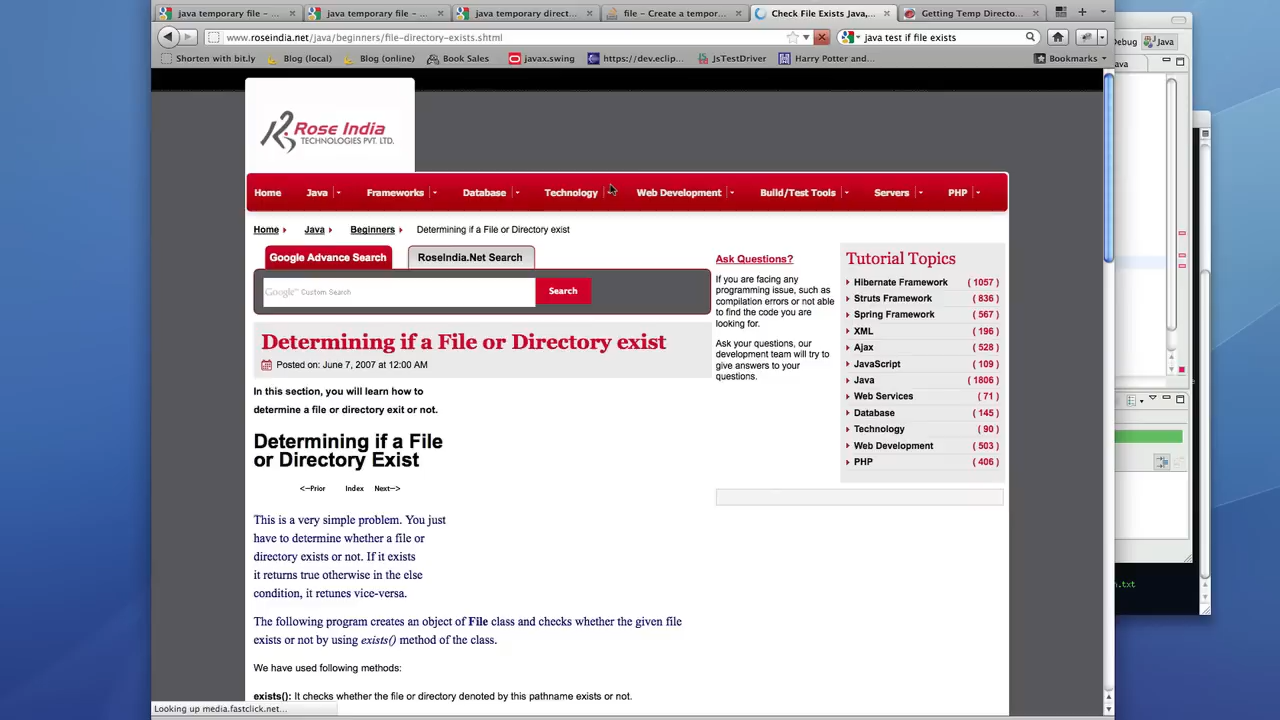 java temporary file - ...
java temporary file - ...
java temporary direct...
file - Create a tempor...
Check File Exists Java,...
Getting Temp Directo...
www.roseindia.net/java/beginners/file-directory-exists.shtml
java test if file exists
Debug
Java
Shorten with bit.ly
Blog (local)
Blog (online)
Book Sales
javax.swing
https://dev.eclip...
JsTestDriver
Harry Potter and...
Bookmarks
ava
Rose India
TECHNOLOGIES PVT. LTD.
Home
Java
Frameworks
Database
Technology
Web Development
Build/Test Tools
Servers
PHP
Home
Java
Beginners
Determining if a File or Directory exist
Google Advance Search
RoseIndia.Net Search
Google™ Custom Search
Search
Determining if a File or Directory exist
Posted on: June 7, 2007 at 12:00 AM
In this section, you will learn how to
determine a file or directory exit or not.
Determining if a File
or Directory Exist
<--Prior Index Next-->
This is a very simple problem. You just
have to determine whether a file or
directory exists or not. If it exists
it returns true otherwise in the else
condition, it retunes vice-versa.
The following program creates an object of File class and checks whether the given file
exists or not by using exists() method of the class.
We have used following methods:
exists(): It checks whether the file or directory denoted by this pathname exists or not.
Ask Questions?
If you are facing any
programming issue, such as
compilation errors or not able
to find the code you are
looking for.
Ask your questions, our
development team will try to
give answers to your
questions.
Tutorial Topics
Hibernate Framework ( 1057 )
Struts Framework ( 836 )
Spring Framework ( 567 )
XML ( 196 )
Ajax ( 528 )
JavaScript ( 109 )
Java ( 1806 )
Web Services ( 71 )
Database ( 145 )
Technology ( 90 )
Web Development ( 503 )
PHP ( 406 )
n.txt
Looking up media.fastclick.net...